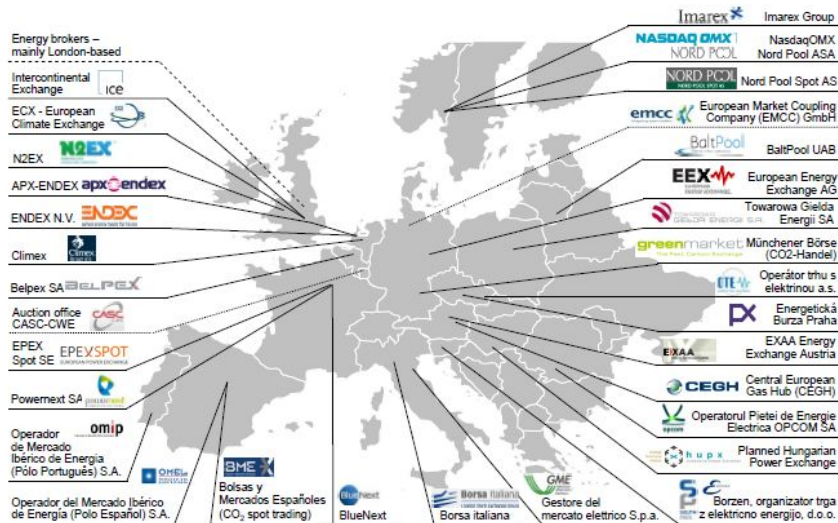 Energy brokers –
mainly London-based
Intercontinental
Exchange
ice
ECX - European
Climate Exchange
N2EX
N2EX
APX-ENDEX
apx endex
ENDEX N.V.
ENDEX
Climex
Climex
Belpex SA
BELPEX
Auction office
CASC-CWE
CASC
EPEX
Spot SE
EPEXSPOT
EUROPEAN POWER EXCHANGE
Powernext SA
powernext
Operador
de Mercado
Ibérico de Energia
(Pólo Português) S.A.
omip
Operador del Mercado Ibérico
de Energía (Polo Español) S.A.
OMEL
BME
Bolsas y
Mercados Españoles
(CO2 spot trading)
BlueNext
BlueNext
Borsa Italiana
Borsa italiana
GME
Gestore del
mercato elettrico S.p.a.
Imarex
Imarex Group
NASDAQ OMX
NORD POOL
NasdaqOMX
Nord Pool ASA
NORD POOL
NORD POOL SPOT AS
Nord Pool Spot AS
emcc
European Market Coupling
Company (EMCC) GmbH
BaltPool
BaltPool UAB
EEX
European Energy
Exchange AG
TOWAROWA
GIEŁDA ENERGII S.A.
Towarowa Gielda
Energii SA
greenmarket
The Fast Carbon Exchange
Münchener Börse
(CO2-Handel)
OTE
Operátor trhu s
elektrinou a.s.
px
Energetická
Burza Praha
EXAA
EXAA Energy
Exchange Austria
CEGH
Central European
Gas Hub (CEGH)
opcom
Operatorul Pietei de Energie
Electrica OPCOM SA
hupx
Planned Hungarian
Power Exchange
Borzen, organizator trga
z elektricno energijo, d.o.o.